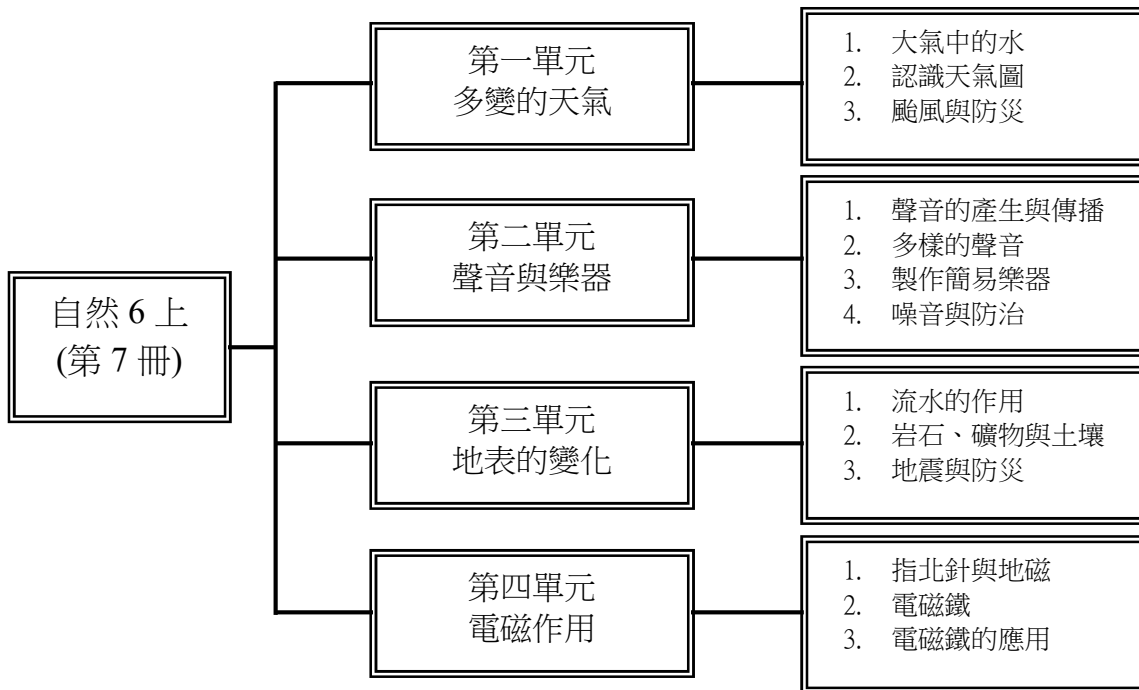 自然 6 上
(第 7 冊)
第一單元
多變的天氣
1. 大氣中的水
2. 認識天氣圖
3. 颱風與防災
第二單元
聲音與樂器
1. 聲音的產生與傳播
2. 多樣的聲音
3. 製作簡易樂器
4. 噪音與防治
第三單元
地表的變化
1. 流水的作用
2. 岩石、礦物與土壤
3. 地震與防災
第四單元
電磁作用
1. 指北針與地磁
2. 電磁鐵
3. 電磁鐵的應用